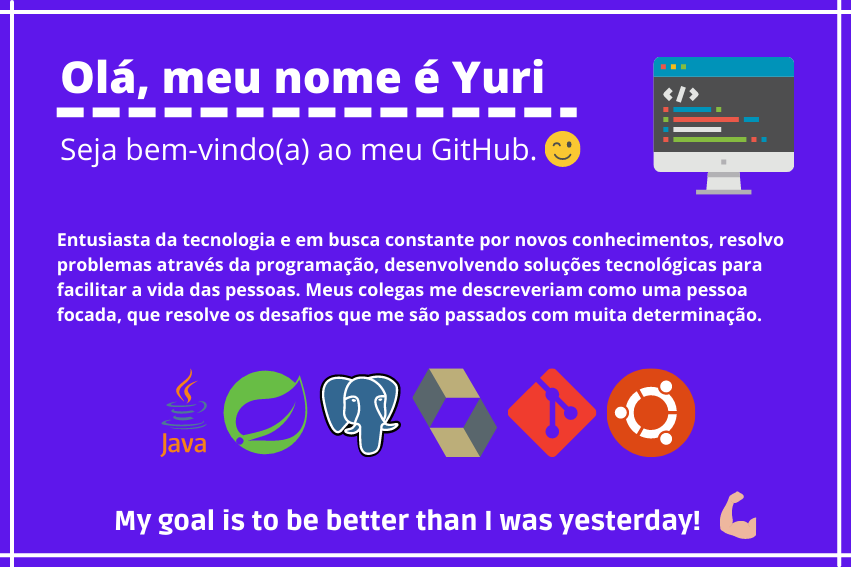 Olá, meu nome é Yuri
Seja bem-vindo(a) ao meu GitHub. 😉
</>
Entusiasta da tecnologia e em busca constante por novos conhecimentos, resolvo
problemas através da programação, desenvolvendo soluções tecnológicas para
facilitar a vida das pessoas. Meus colegas me descreveriam como uma pessoa
focada, que resolve os desafios que me são passados com muita determinação.
Java
My goal is to be better than I was yesterday! 💪